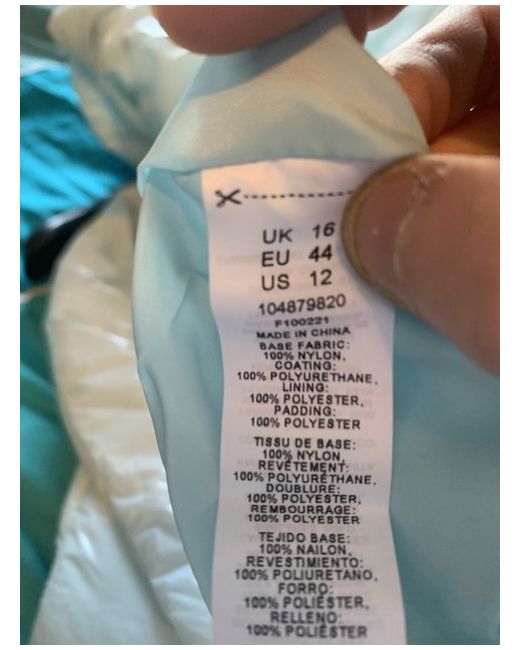 UK 16
EU 44
US 12
104879820
F100221
MADE IN CHINA
BASE FABRIC:
100% NYLON,
COATING:
100% POLYURETHANE,
LINING:
100% POLYESTER,
PADDING:
100% POLYESTER
TISSU DE BASE:
100% NYLON,
REVÊTEMENT:
100% POLYURÉTHANE,
DOUBLURE:
100% POLYESTER,
REMBOURRAGE:
100% POLYESTER
TEJIDO BASE:
100% NAILON,
REVESTIMIENTO:
100% POLIURETANO,
FORRO:
100% POLIÉSTER,
RELLENO:
100% POLIÉSTER